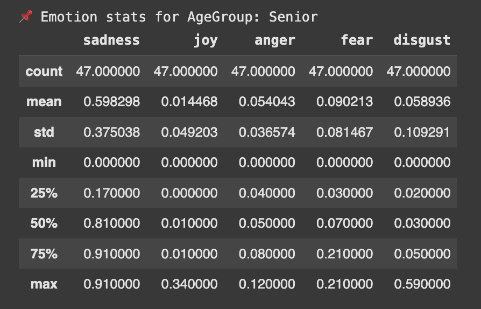 📌 Emotion stats for AgeGroup: Senior
sadness joy anger fear disgust
count 47.000000 47.000000 47.000000 47.000000 47.000000
mean 0.598298 0.014468 0.054043 0.090213 0.058936
std 0.375038 0.049203 0.036574 0.081467 0.109291
min 0.000000 0.000000 0.000000 0.000000 0.000000
25% 0.170000 0.000000 0.040000 0.030000 0.020000
50% 0.810000 0.010000 0.050000 0.070000 0.030000
75% 0.910000 0.010000 0.080000 0.210000 0.050000
max 0.910000 0.340000 0.120000 0.210000 0.590000